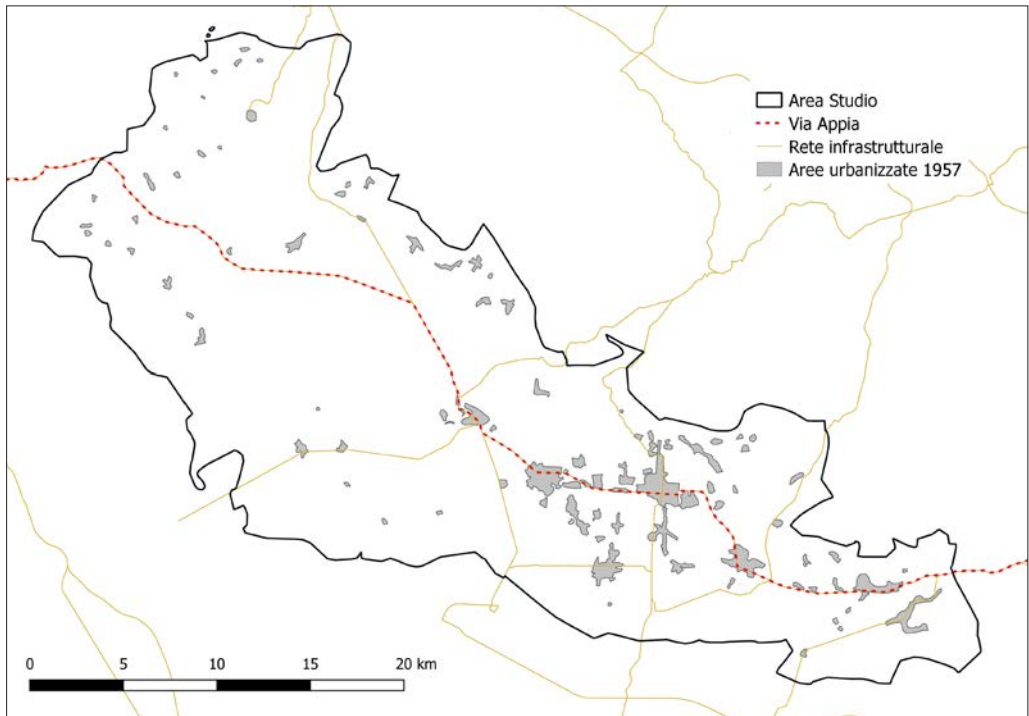 Area Studio
Via Appia
Rete infrastrutturale
Aree urbanizzate 1957
0 5 10 15 20 km